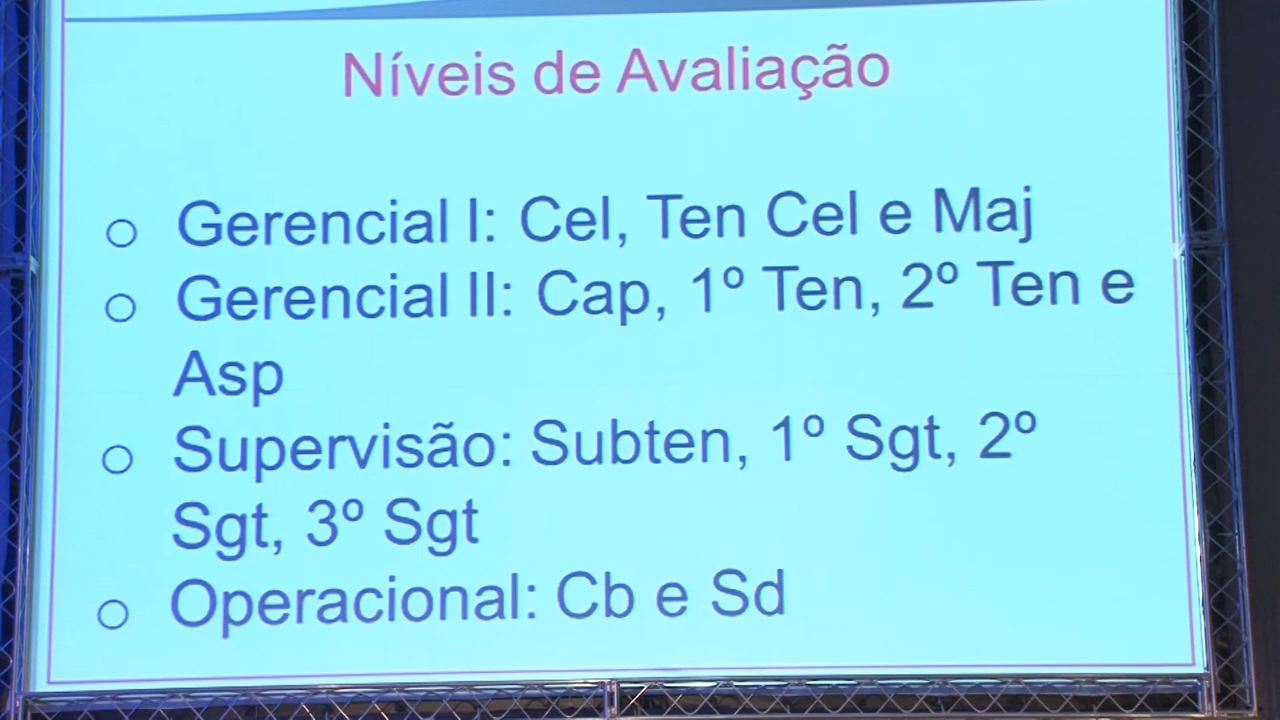 Níveis de Avaliação
o Gerencial I: Cel, Ten Cel e Maj
o Gerencial II: Cap, 1º Ten, 2º Ten e
Asp
o Supervisão: Subten, 1º Sgt, 2º
Sgt, 3º Sgt
o Operacional: Cb e Sd